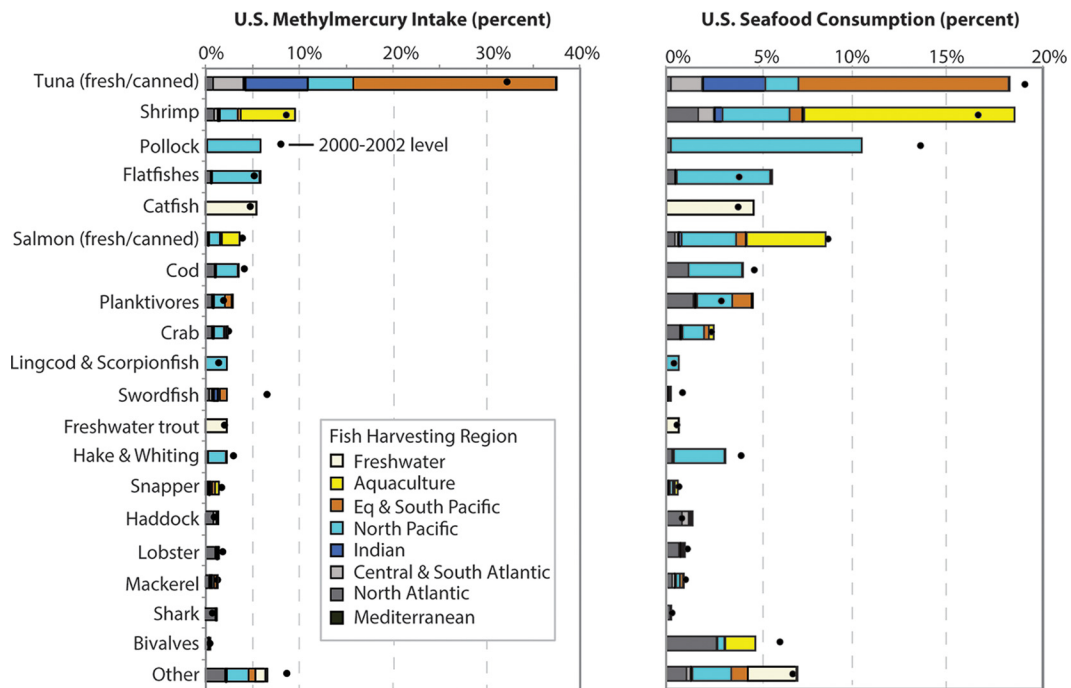 U.S. Methylmercury Intake (percent)
U.S. Seafood Consumption (percent)
0% 10% 20% 30% 40%
0% 5% 10% 15% 20%
Tuna (fresh/canned)
Shrimp
Pollock
2000-2002 level
Flatfishes
Catfish
Salmon (fresh/canned)
Cod
Planktivores
Crab
Lingcod & Scorpionfish
Swordfish
Freshwater trout
Hake & Whiting
Snapper
Haddock
Lobster
Mackerel
Shark
Bivalves
Other
Fish Harvesting Region
Freshwater
Aquaculture
Eq & South Pacific
North Pacific
Indian
Central & South Atlantic
North Atlantic
Mediterranean